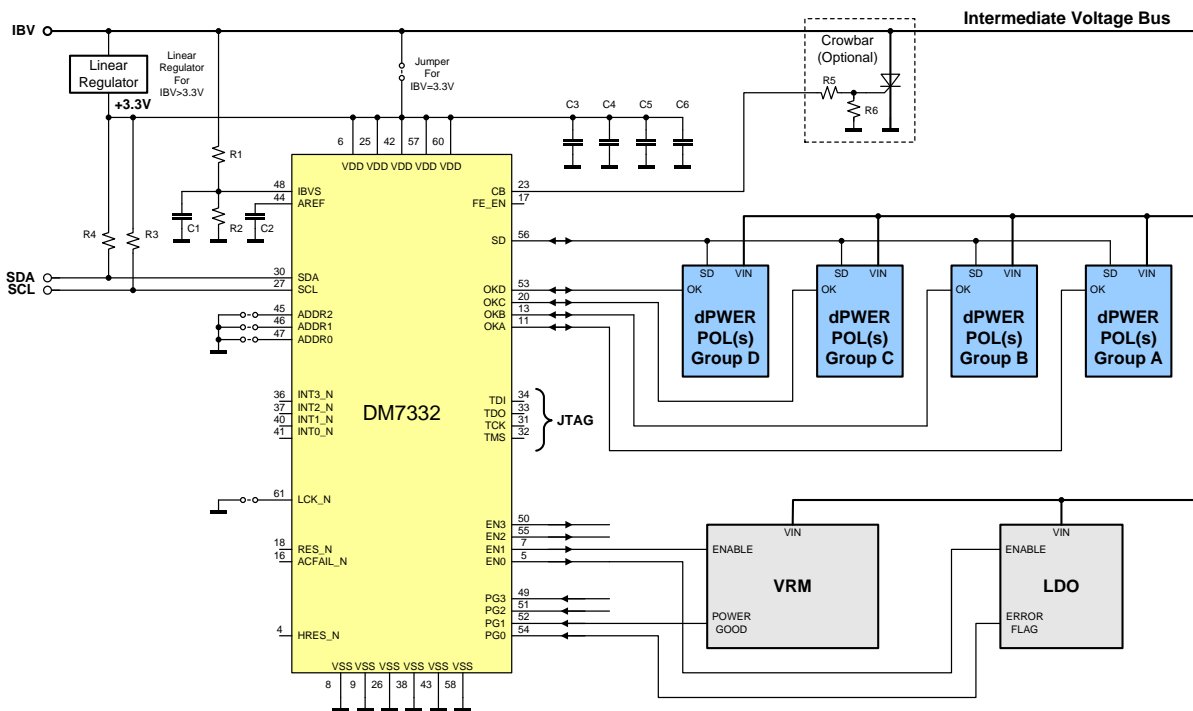 Intermediate Voltage Bus
IBV
Linear
Regulator
Linear
Regulator
For
IBV>3.3V
+3.3V
Jumper
For
IBV=3.3V
Crowbar
(Optional)
R5
R6
C3
C4
C5
C6
R1
R2
C1
C2
R4
R3
6
25
42
57
60
VDD VDD VDD VDD VDD
48
IBVS
44
AREF
23
CB
17
FE_EN
56
SD
SDA
30
SDA
SCL
27
SCL
53
OKD
20
OKC
13
OKB
11
OKA
45
ADDR2
46
ADDR1
47
ADDR0
SD VIN
OK
dPWER
POL(s)
Group D
SD VIN
OK
dPWER
POL(s)
Group C
SD VIN
OK
dPWER
POL(s)
Group B
SD VIN
OK
dPWER
POL(s)
Group A
36
INT3_N
37
INT2_N
40
INT1_N
41
INT0_N
DM7332
34
TDI
33
TDO
31
TCK
32
TMS
JTAG
61
LCK_N
18
RES_N
16
ACFAIL_N
4
HRES_N
50
EN3
55
EN2
7
EN1
5
EN0
49
PG3
51
PG2
52
PG1
54
PG0
VIN
ENABLE
VRM
POWER
GOOD
VIN
ENABLE
LDO
ERROR
FLAG
VSS VSS VSS VSS VSS VSS
8
9
26
38
43
58